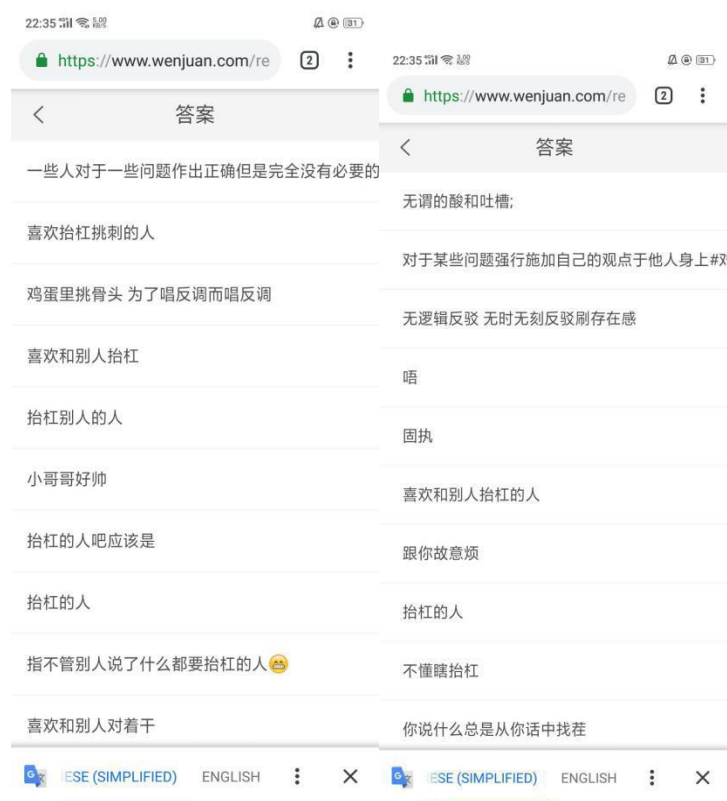 22:35
31
https://www.wenjuan.com/re
2
答案
一些人对于一些问题作出正确但是完全没有必要的
喜欢抬杠挑刺的人
鸡蛋里挑骨头 为了唱反调而唱反调
喜欢和别人抬杠
抬杠别人的人
小哥哥好帅
抬杠的人吧应该是
抬杠的人
指不管别人说了什么都要抬杠的人😁
喜欢和别人对着干
ESE (SIMPLIFIED) ENGLISH
22:35
31
https://www.wenjuan.com/re
2
答案
无谓的酸和吐槽;
对于某些问题强行施加自己的观点于他人身上#对
无逻辑反驳 无时无刻反驳刷存在感
唔
固执
喜欢和别人抬杠的人
跟你故意烦
抬杠的人
不懂瞎抬杠
你说什么总是从你话中找茬
ESE (SIMPLIFIED) ENGLISH